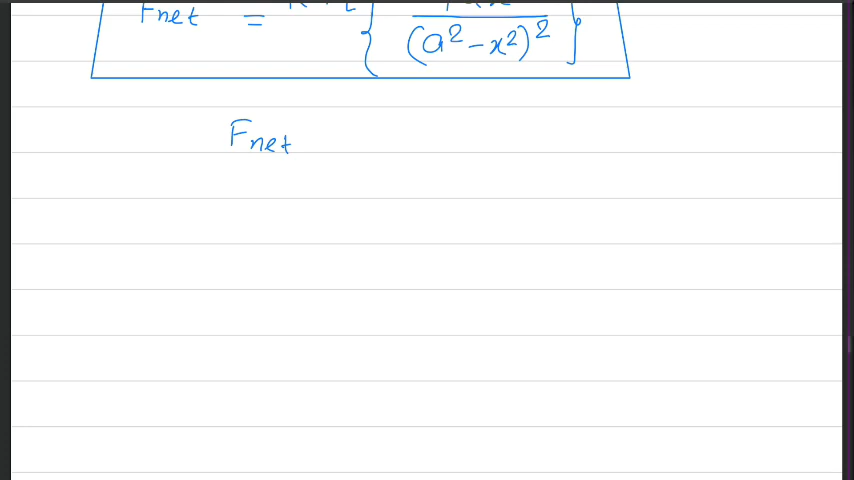 Fnet = { / (a² - x²)² }
Fnet